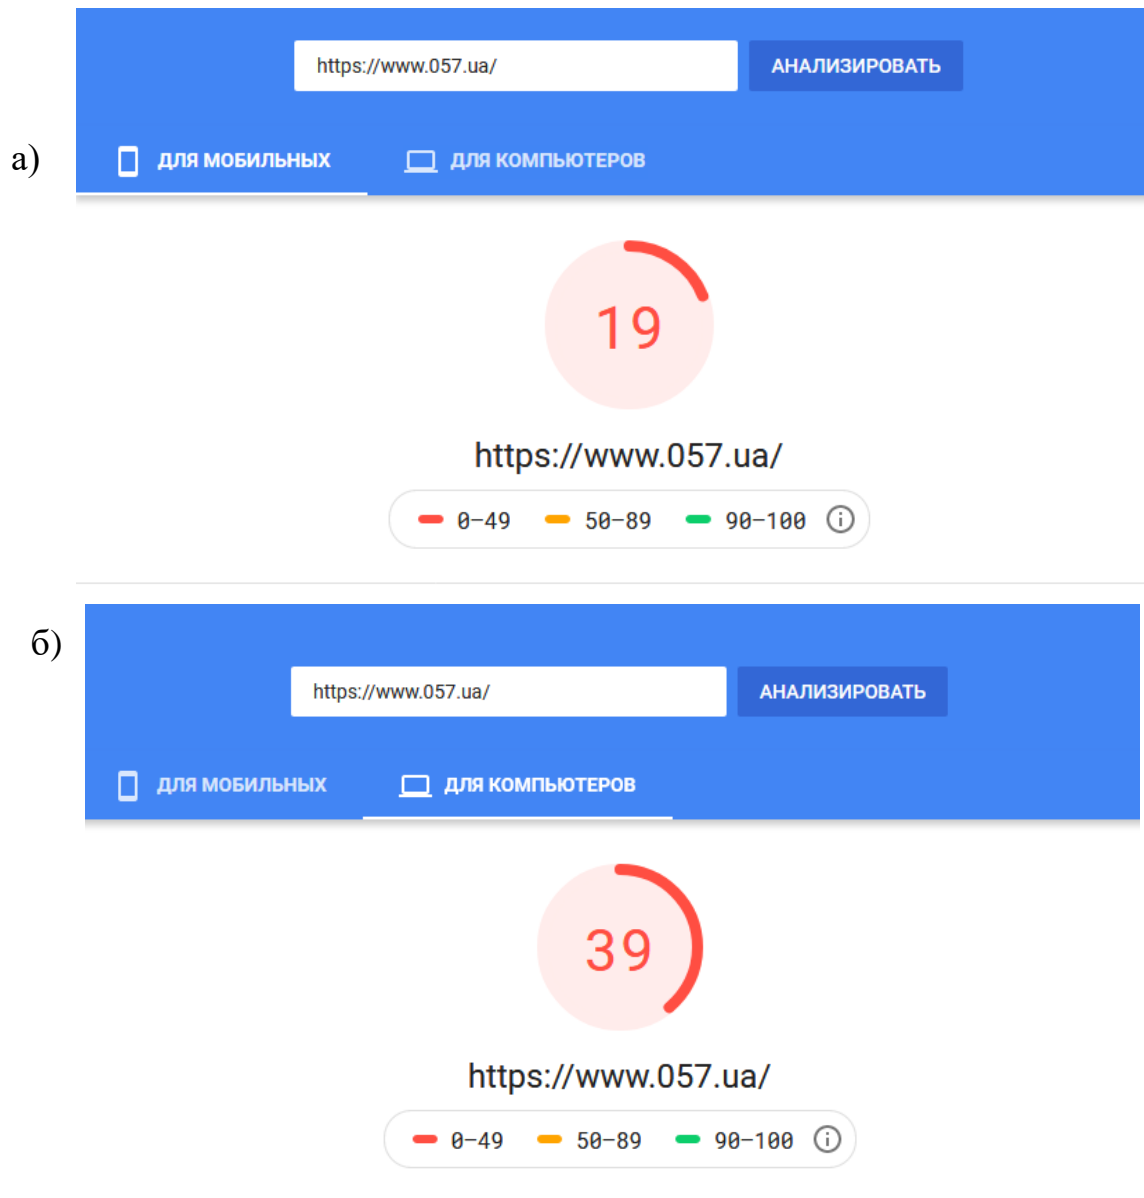 https://www.057.ua/ АНАЛИЗИРОВАТЬ
а) ДЛЯ МОБИЛЬНЫХ ДЛЯ КОМПЬЮТЕРОВ
19
https://www.057.ua/
0–49 50–89 90–100
б)
https://www.057.ua/ АНАЛИЗИРОВАТЬ
ДЛЯ МОБИЛЬНЫХ ДЛЯ КОМПЬЮТЕРОВ
39
https://www.057.ua/
0–49 50–89 90–100